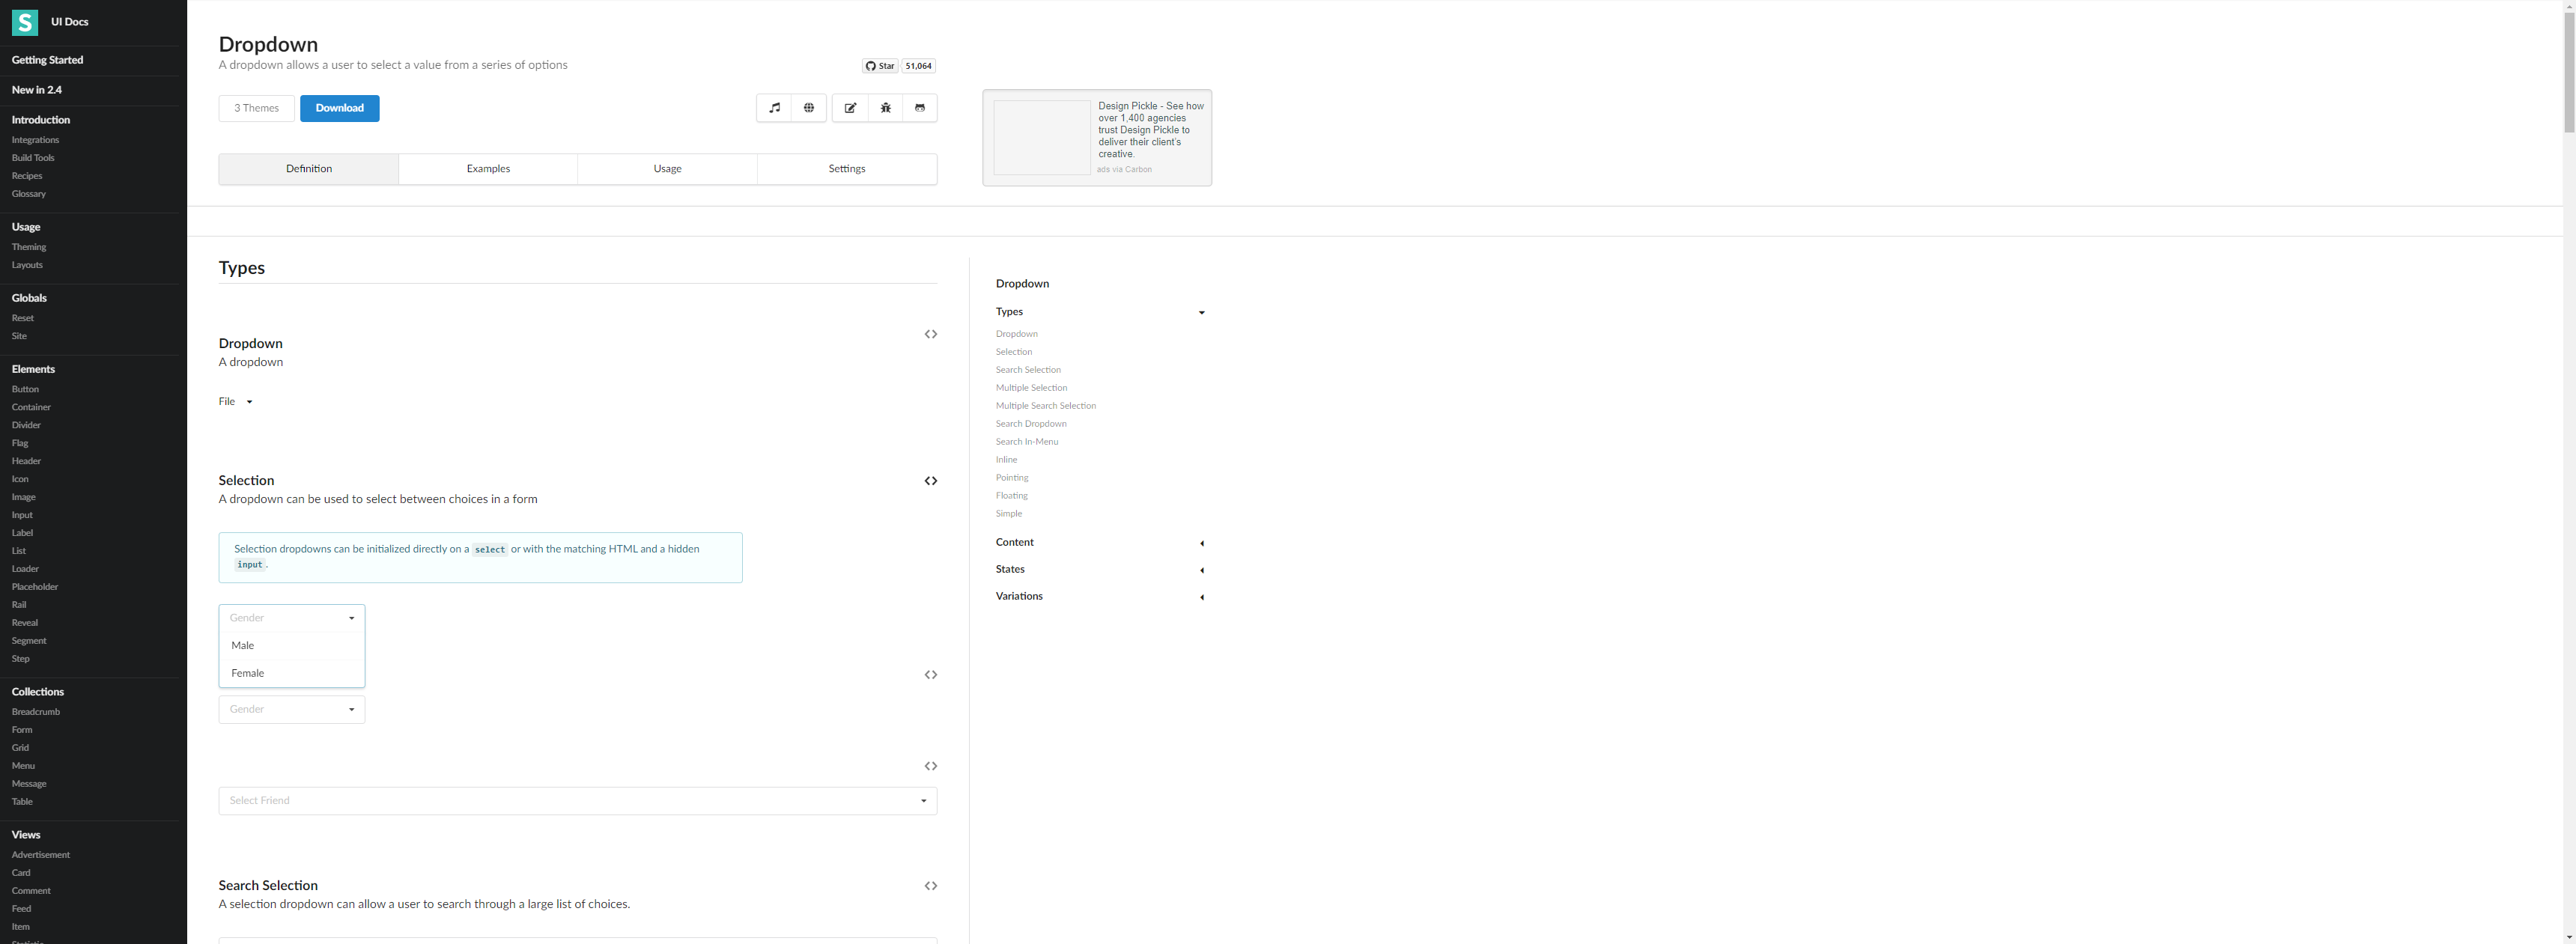 S
UI Docs
Getting Started
New in 2.4
Introduction
Integrations
Build Tools
Recipes
Glossary
Usage
Theming
Layouts
Globals
Reset
Site
Elements
Button
Container
Divider
Flag
Header
Icon
Image
Input
Label
List
Loader
Placeholder
Rail
Reveal
Segment
Step
Collections
Breadcrumb
Form
Grid
Menu
Message
Table
Views
Advertisement
Card
Comment
Feed
Item
Statistic
Dropdown
A dropdown allows a user to select a value from a series of options
Star 51,064
3 Themes
Download
Definition
Examples
Usage
Settings
Design Pickle - See how
over 1,400 agencies
trust Design Pickle to
deliver their client's
creative.
ads via Carbon
Types
Dropdown
A dropdown
File
Selection
A dropdown can be used to select between choices in a form
Selection dropdowns can be initialized directly on a select or with the matching HTML and a hidden
input.
Gender
Male
Female
Gender
Select Friend
Search Selection
A selection dropdown can allow a user to search through a large list of choices.
Dropdown
Types
Dropdown
Selection
Search Selection
Multiple Selection
Multiple Search Selection
Search Dropdown
Search In-Menu
Inline
Pointing
Floating
Simple
Content
States
Variations